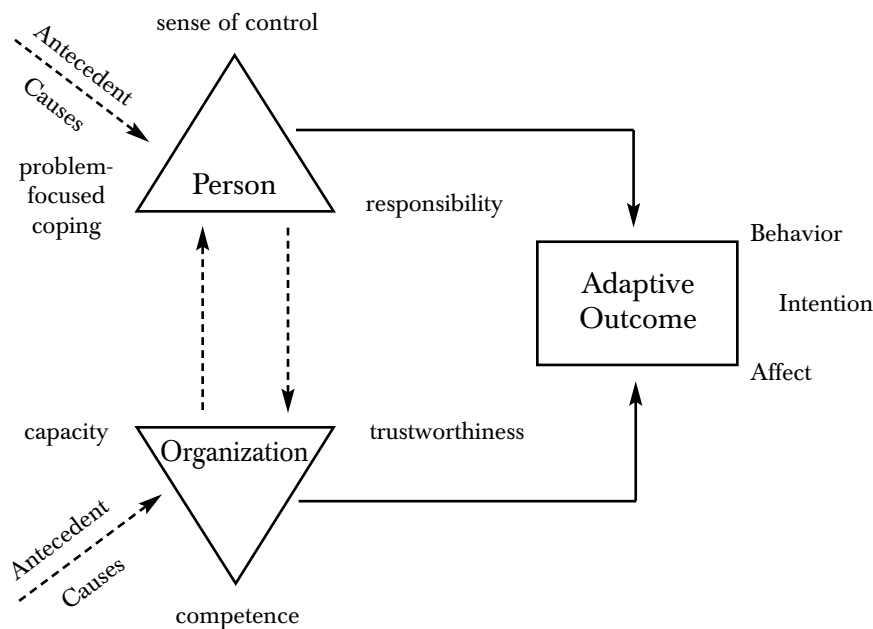 sense of control
Antecedent
Causes
problem-
focused
coping
Person
responsibility
Behavior
Adaptive
Outcome
Intention
Affect
capacity
Organization
trustworthiness
Antecedent
Causes
competence